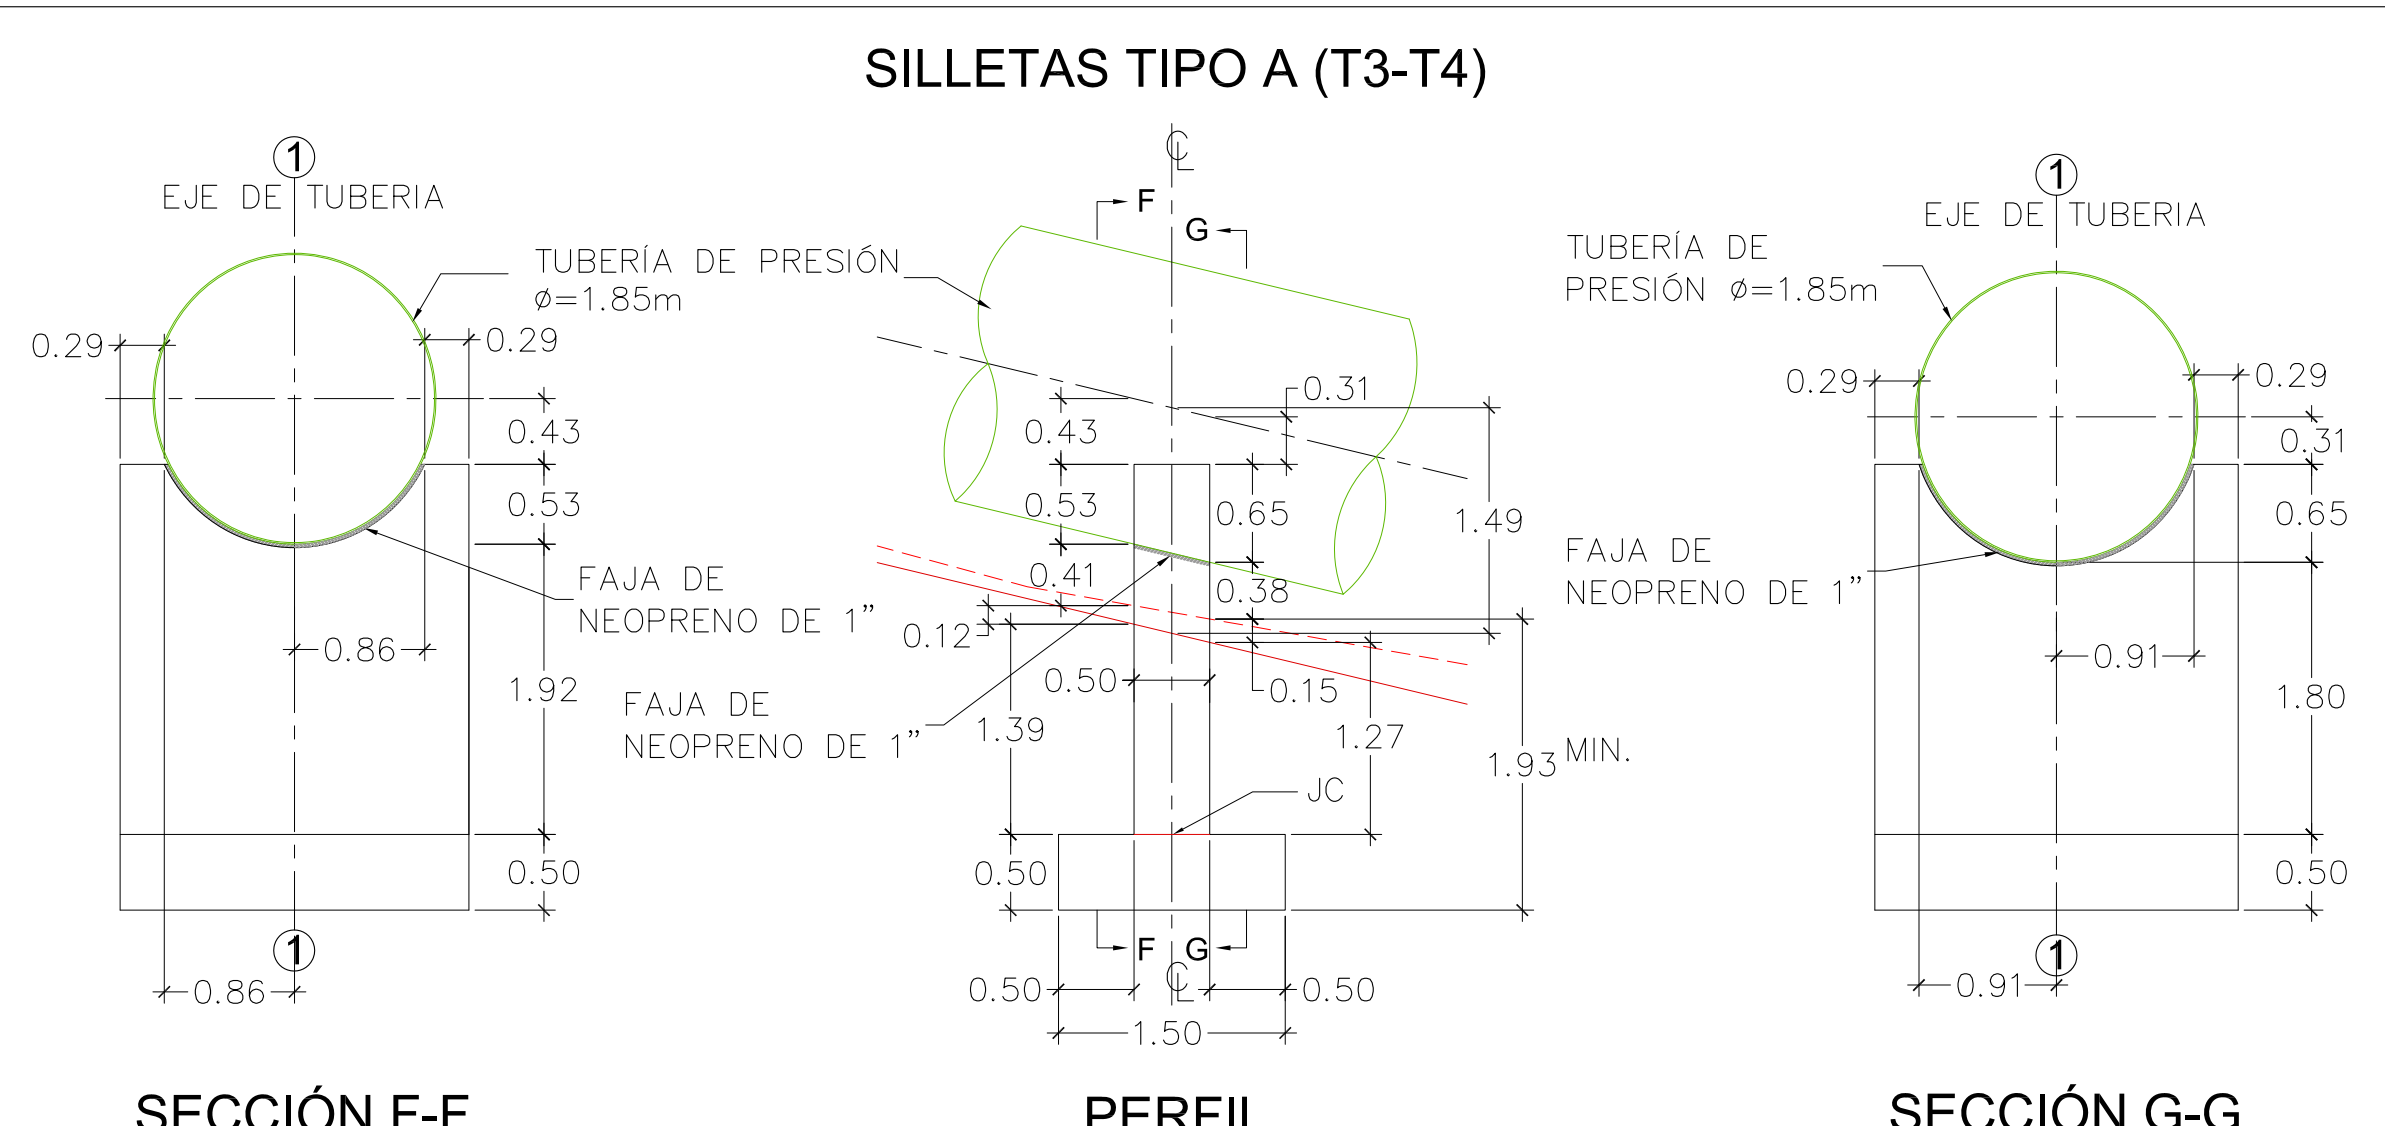 SILLETAS TIPO A (T3-T4)
1
EJE DE TUBERIA
TUBERÍA DE PRESIÓN
ø=1.85m
0.29
0.29
0.43
0.53
FAJA DE
NEOPRENO DE 1”
0.86
1.92
0.50
1
0.86
SECCIÓN F-F
CL
F
G
0.31
0.43
0.53
0.65
1.49
0.41
0.38
0.12
0.50
0.15
FAJA DE
NEOPRENO DE 1”
1.39
1.27
1.93 MIN.
JC
0.50
F
G
CL
0.50
0.50
1.50
PERFIL
1
EJE DE TUBERIA
TUBERÍA DE
PRESIÓN ø=1.85m
0.29
0.29
0.31
0.65
FAJA DE
NEOPRENO DE 1”
0.91
1.80
0.50
1
0.91
SECCIÓN G-G